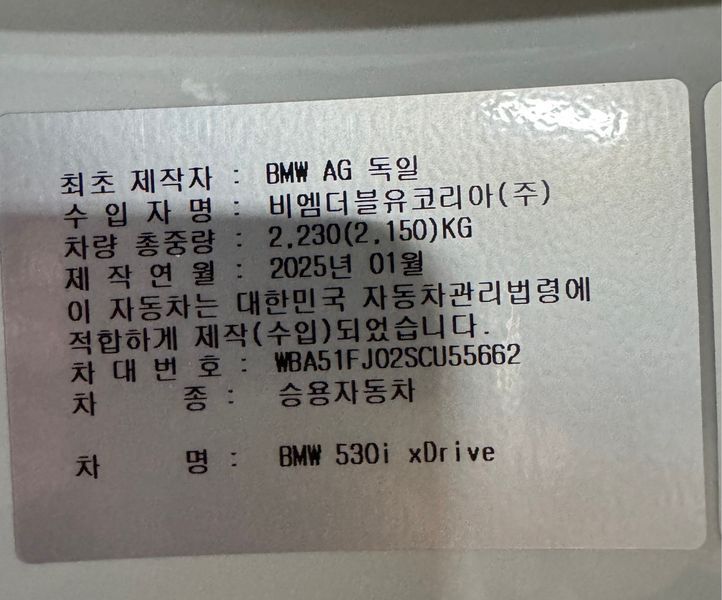 최초 제작자 : BMW AG 독일
수 입 자 명 : 비엠더블유코리아(주)
차량 총중량 : 2,230(2,150)KG
제 작 연 월 : 2025년 01월
이 자동차는 대한민국 자동차관리법령에
적합하게 제작(수입)되었습니다.
차 대 번 호 : WBA51FJ02SCU55662
차 종 : 승용자동차
차 명 : BMW 530i xDrive